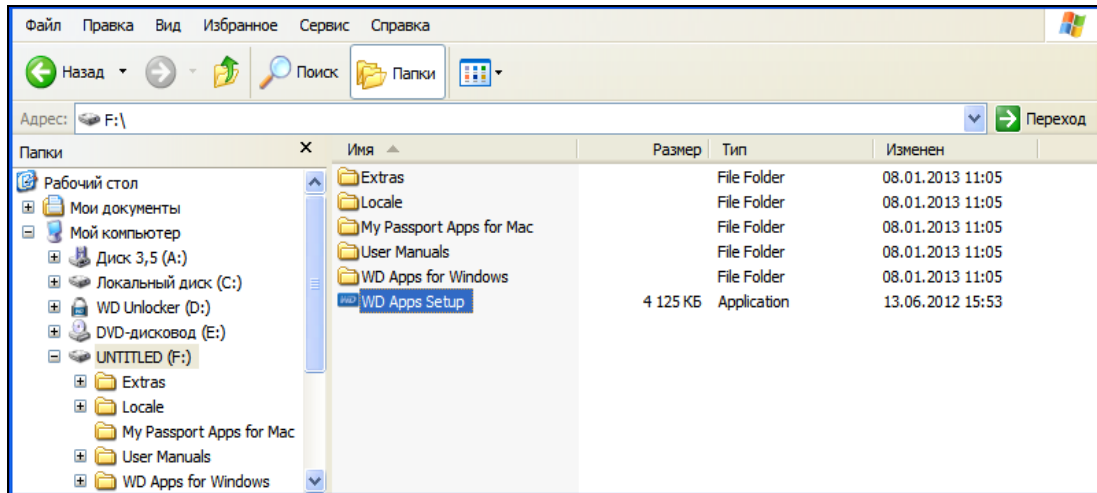 Файл Правка Вид Избранное Сервис Справка
Назад Поиск Папки
Адрес: F:\ Переход
Папки X Имя Размер Тип Изменен
Рабочий стол
Мои документы
Мой компьютер
Диск 3,5 (A:)
Локальный диск (C:)
WD Unlocker (D:)
DVD-дисковод (E:)
UNTITLED (F:)
Extras
Locale
My Passport Apps for Mac
User Manuals
WD Apps for Windows
Extras File Folder 08.01.2013 11:05
Locale File Folder 08.01.2013 11:05
My Passport Apps for Mac File Folder 08.01.2013 11:05
User Manuals File Folder 08.01.2013 11:05
WD Apps for Windows File Folder 08.01.2013 11:05
WD WD Apps Setup 4 125 КБ Application 13.06.2012 15:53